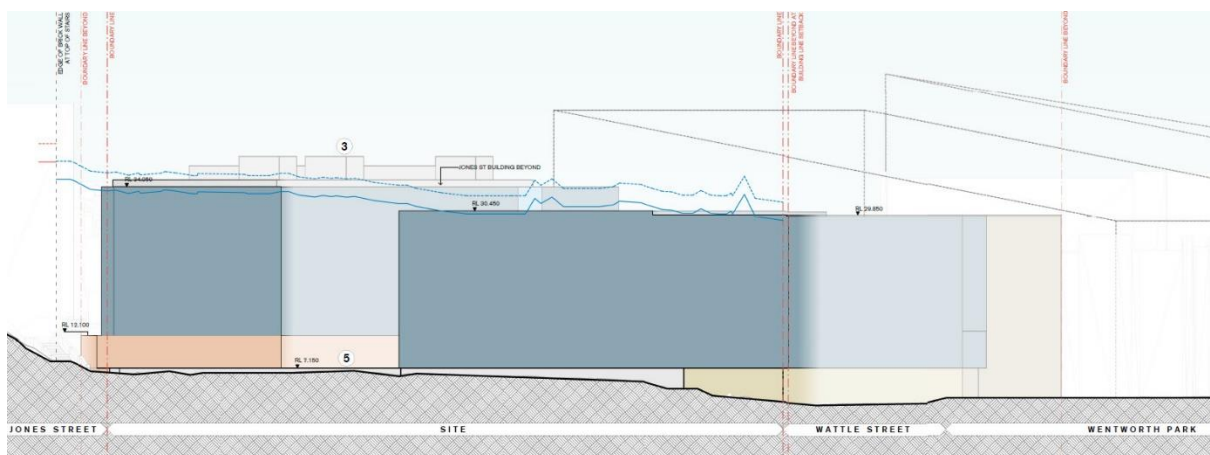 EDGE OF BRICK WALL
AT TOP OF STAIRS
BOUNDARY LINE BEYOND
BOUNDARY LINE
BOUNDARY LINE
BOUNDARY LINE BEYOND AT
BUILDING LINE SETBACK
BOUNDARY LINE BEYOND
3
JONES ST BUILDING BEYOND
RL 34.050
RL 30.450
RL 29.850
RL 12.100
5
RL 7.150
JONES STREET
SITE
WATTLE STREET
WENTWORTH PARK